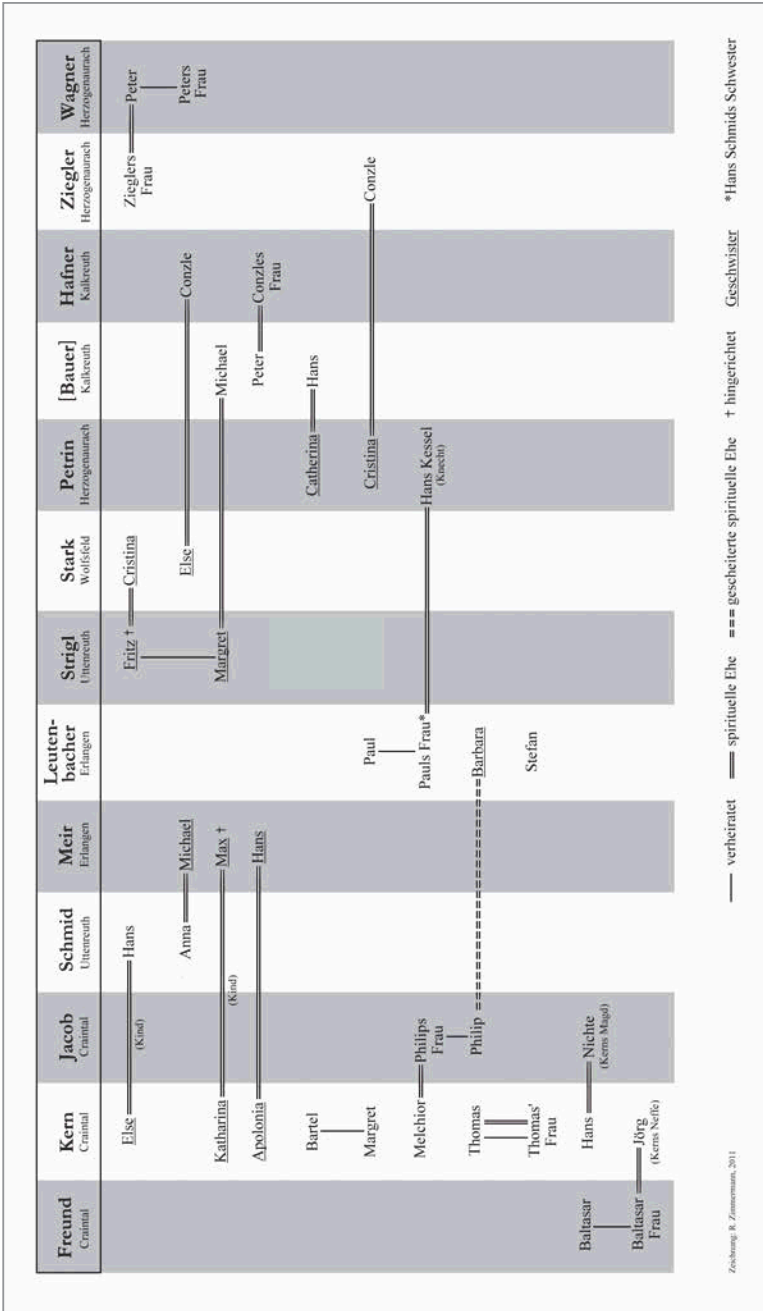 Freund
Craintal
Kern
Craintal
Jacob
Craintal
Schmid
Uttenreuth
Meir
Erlangen
Leuten-
bacher
Erlangen
Strigl
Uttenreuth
Stark
Wolfsfeld
Petrin
Herzogenaurach
[Bauer]
Kalkreuth
Hafner
Kalkreuth
Ziegler
Herzogenaurach
Wagner
Herzogenaurach
Else
(Kind)
Hans
Fritz †
Cristina
Zieglers
Frau
Peter
Peters
Frau
Anna
Michael
Else
Conzle
Katharina
(Kind)
Max †
Margret
Michael
Apolonia
Hans
Peter
Conzles
Frau
Bartel
Margret
Catherina
Hans
Paul
Pauls Frau*
Cristina
Conzle
Melchior
Philips
Frau
Philip
Hans Kessel
(Knecht)
Thomas
Thomas'
Frau
Barbara
Stefan
Hans
Nichte
(Kerns Magd)
Baltasar
Baltasar
Frau
Jörg
(Kerns Neffe)
verheiratet
spirituelle Ehe
gescheiterte spirituelle Ehe
† hingerichtet
Geschwister
*Hans Schmids Schwester
Zeichnung: R. Zimmermann, 2011